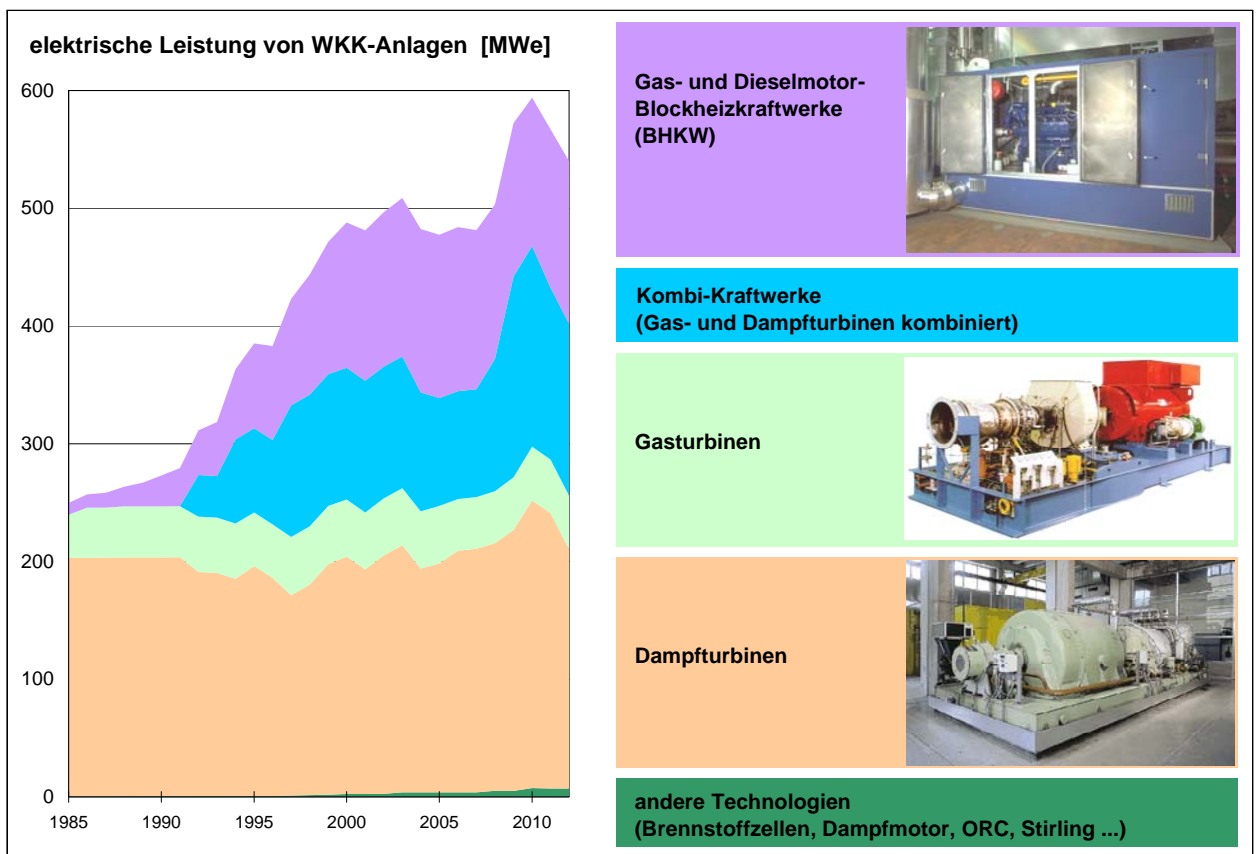 elektrische Leistung von WKK-Anlagen [MWe]
600
500
400
300
200
100
0
1985
1990
1995
2000
2005
2010
Gas- und Dieselmotor-
Blockheizkraftwerke
(BHKW)
Kombi-Kraftwerke
(Gas- und Dampfturbinen kombiniert)
Gasturbinen
Dampfturbinen
andere Technologien
(Brennstoffzellen, Dampfmotor, ORC, Stirling ...)